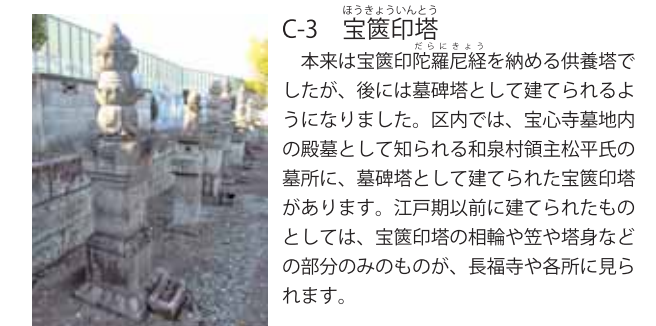 ほうきょういんとう
C-3　宝篋印塔
だらにきょう
　本来は宝篋印陀羅尼経を納める供養塔で
したが、後には墓碑塔として建てられるよ
うになりました。区内では、宝心寺墓地内
の殿墓として知られる和泉村領主松平氏の
墓所に、墓碑塔として建てられた宝篋印塔
があります。江戸期以前に建てられたもの
としては、宝篋印塔の相輪や笠や塔身など
の部分のみのものが、長福寺や各所に見ら
れます。